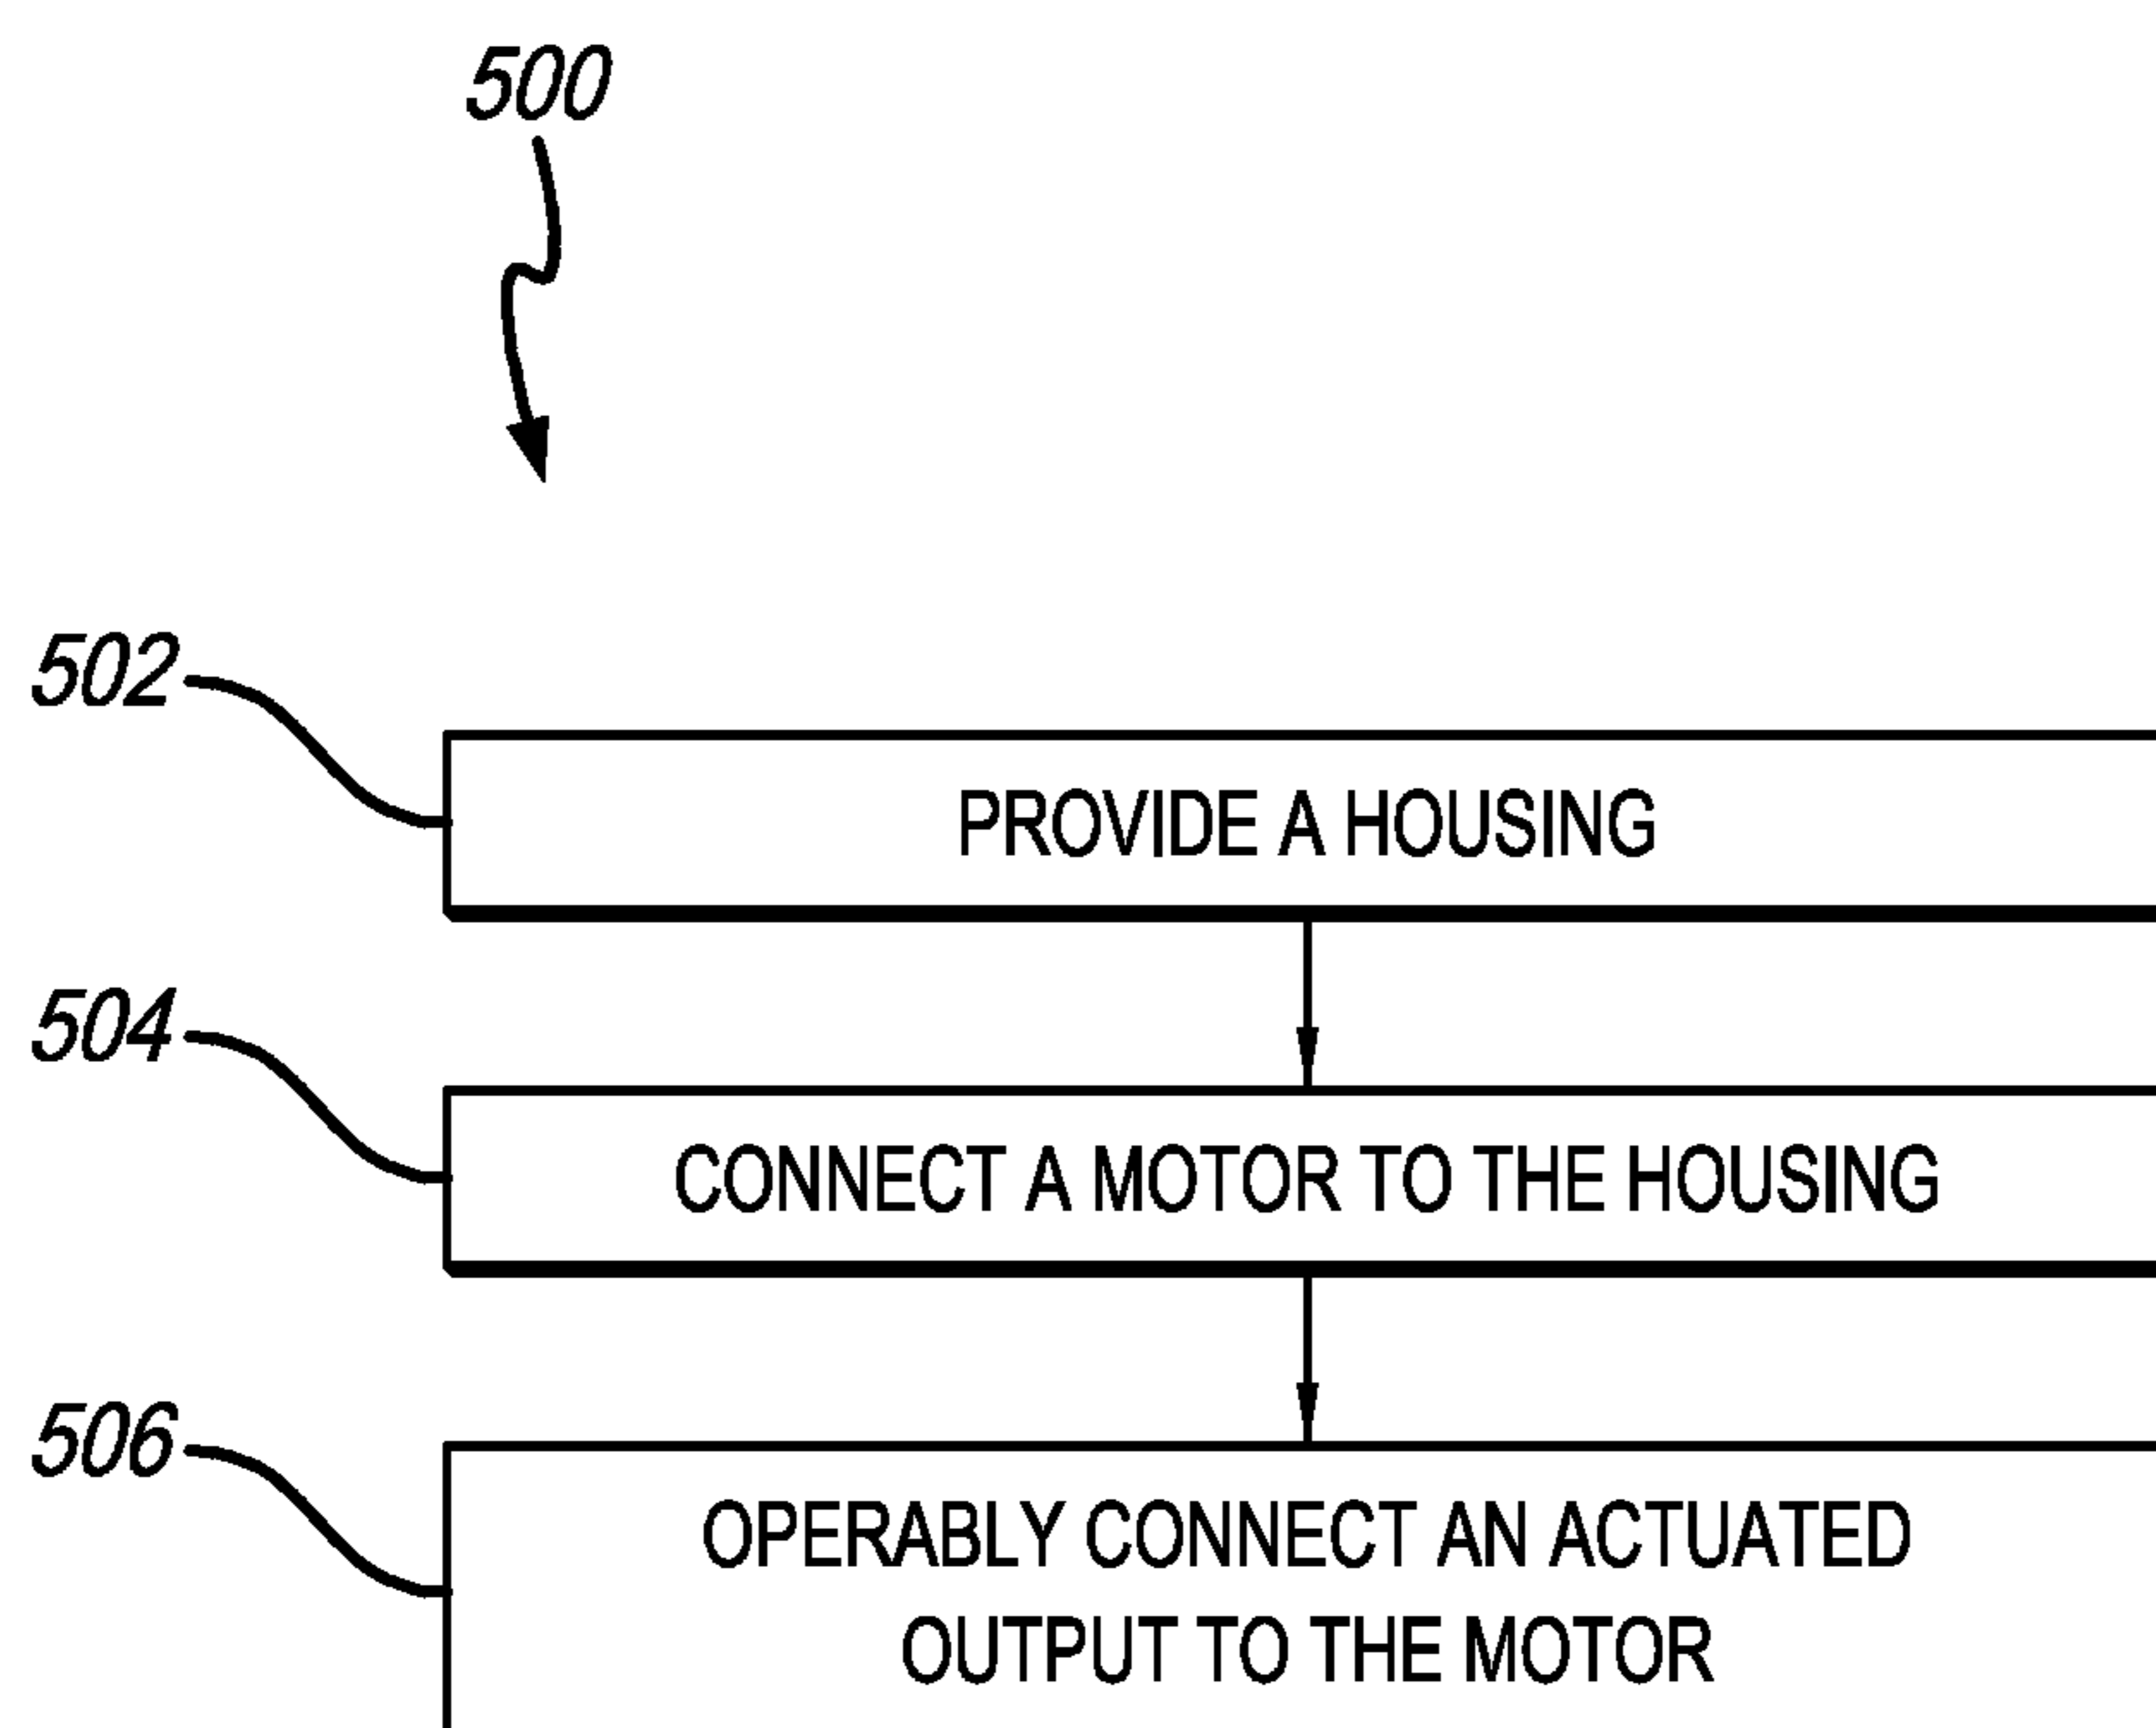 500
502
PROVIDE A HOUSING
504
CONNECT A MOTOR TO THE HOUSING
506
OPERABLY CONNECT AN ACTUATED
OUTPUT TO THE MOTOR